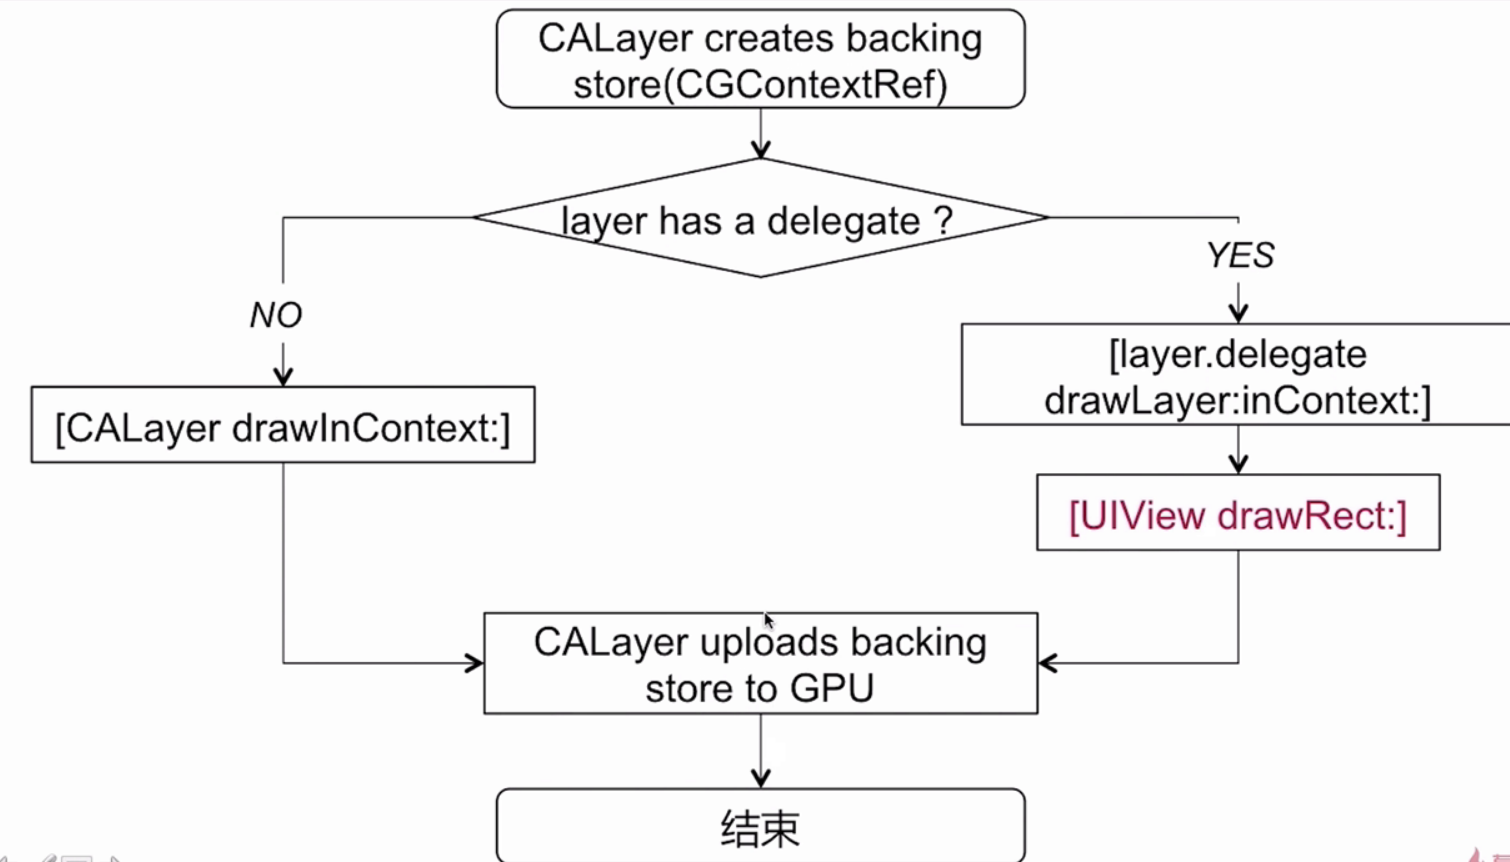 CALayer creates backing
store(CGContextRef)
layer has a delegate ?
YES
NO
[layer.delegate
drawLayer:inContext:]
[CALayer drawInContext:]
[UIView drawRect:]
CALayer uploads backing
store to GPU
结束